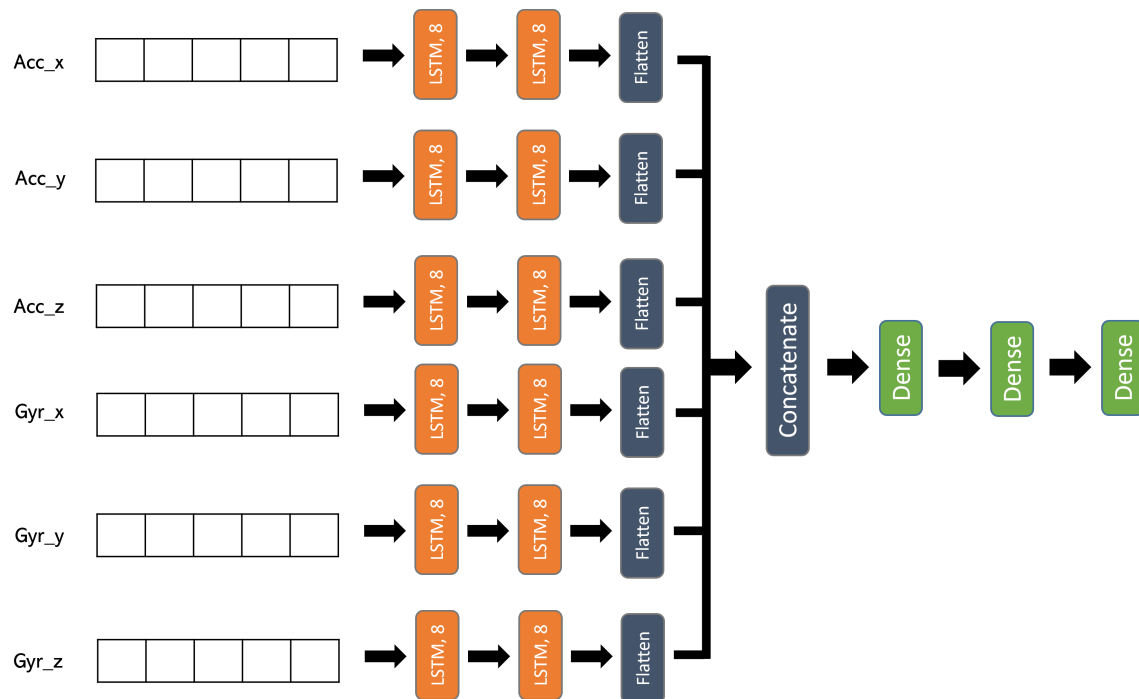 Acc_x
LSTM, 8
LSTM, 8
Flatten
Acc_y
LSTM, 8
LSTM, 8
Flatten
Acc_z
LSTM, 8
LSTM, 8
Flatten
Gyr_x
LSTM, 8
LSTM, 8
Flatten
Gyr_y
LSTM, 8
LSTM, 8
Flatten
Gyr_z
LSTM, 8
LSTM, 8
Flatten
Concatenate
Dense
Dense
Dense